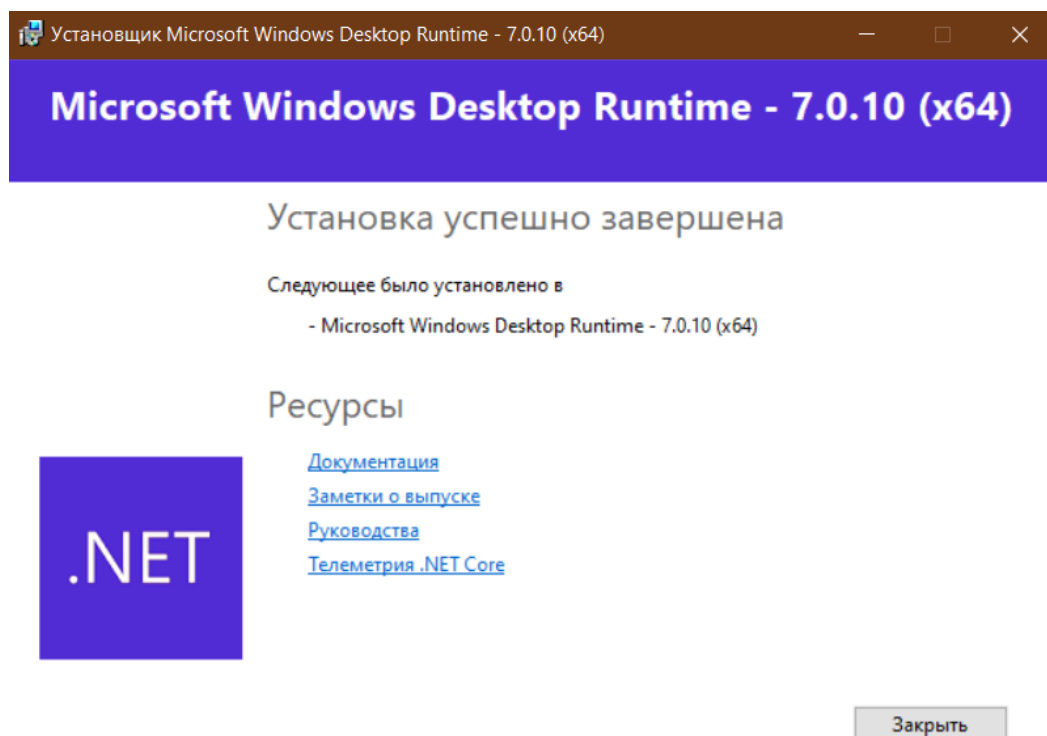 Установщик Microsoft Windows Desktop Runtime - 7.0.10 (x64)
Microsoft Windows Desktop Runtime - 7.0.10 (x64)
Установка успешно завершена
Следующее было установлено в
- Microsoft Windows Desktop Runtime - 7.0.10 (x64)
Ресурсы
Документация
Заметки о выпуске
Руководства
Телеметрия .NET Core
.NET
Закрыть